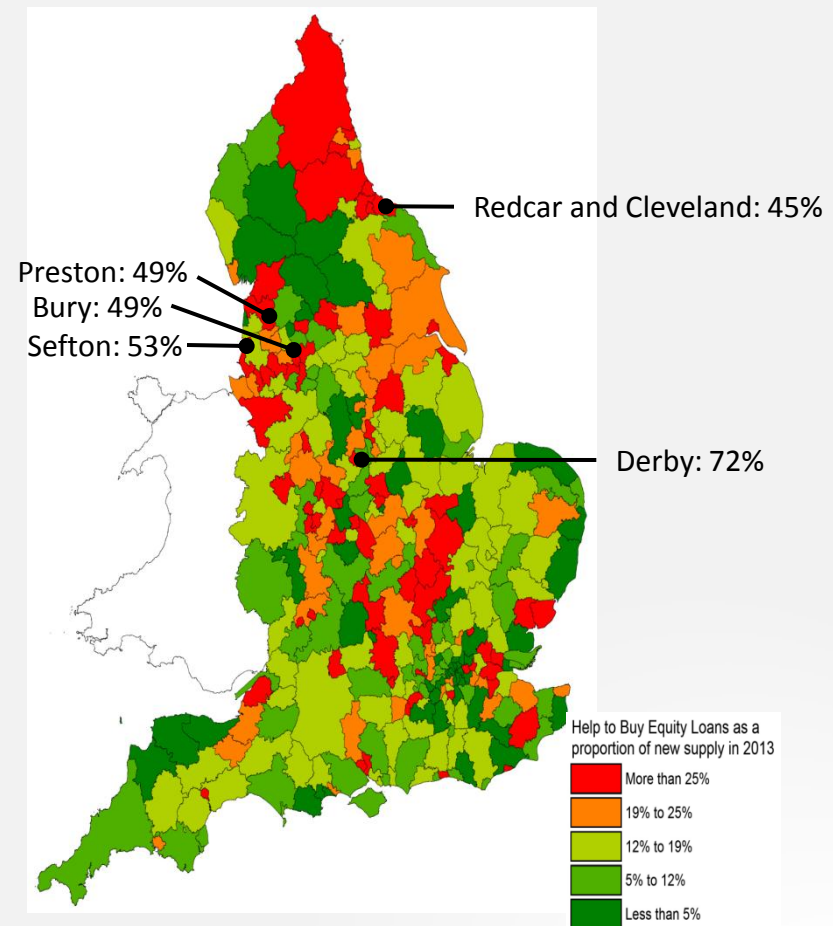 Redcar and Cleveland: 45%
Preston: 49%
Bury: 49%
Sefton: 53%
Derby: 72%
Help to Buy Equity Loans as a
proportion of new supply in 2013
More than 25%
19% to 25%
12% to 19%
5% to 12%
Less than 5%